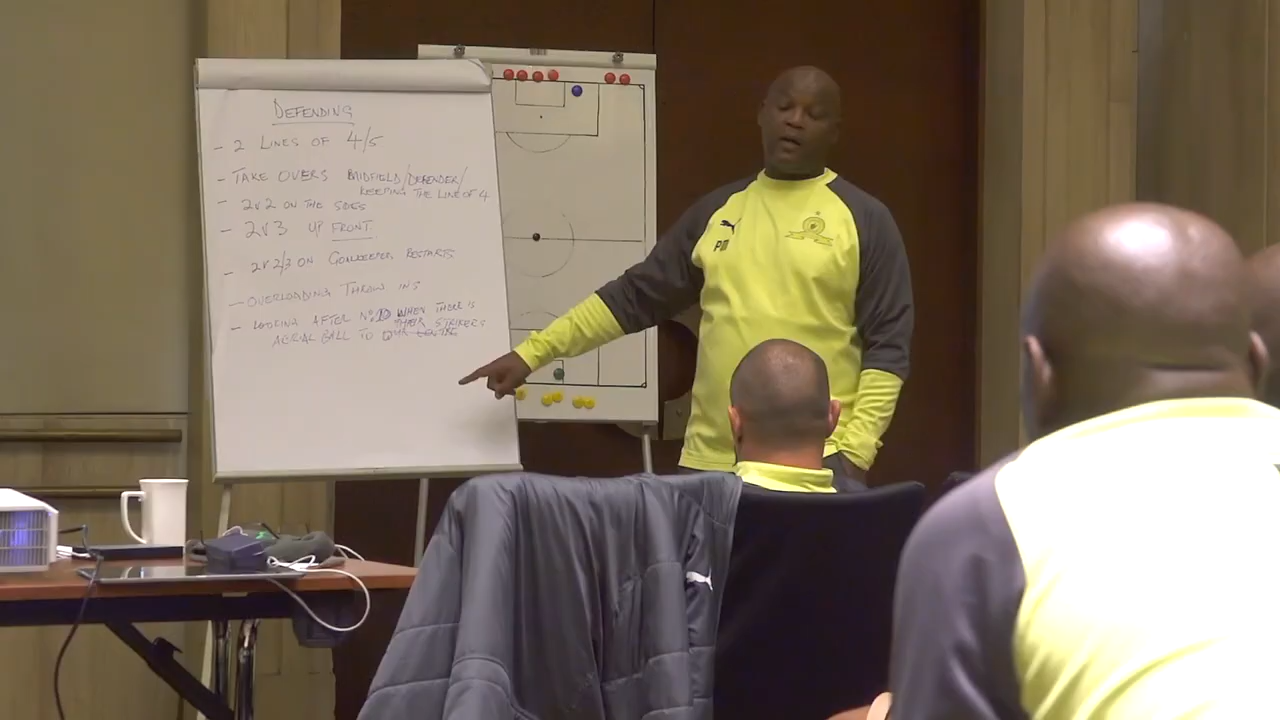 DEFENDING
- 2 LINES OF 4/5
- TAKE OVERS MIDFIELD/DEFENDER/
KEEPING THE LINE OF 4
- 2V2 ON THE SIDES
- 2V3 UP FRONT
- 2V2/3 ON GOALKEEPER RESTARTS
- OVERLOADING THROW INS
- LOOKING AFTER No10 WHEN THERE IS
AERIAL BALL TO THEIR STRIKERS
PM